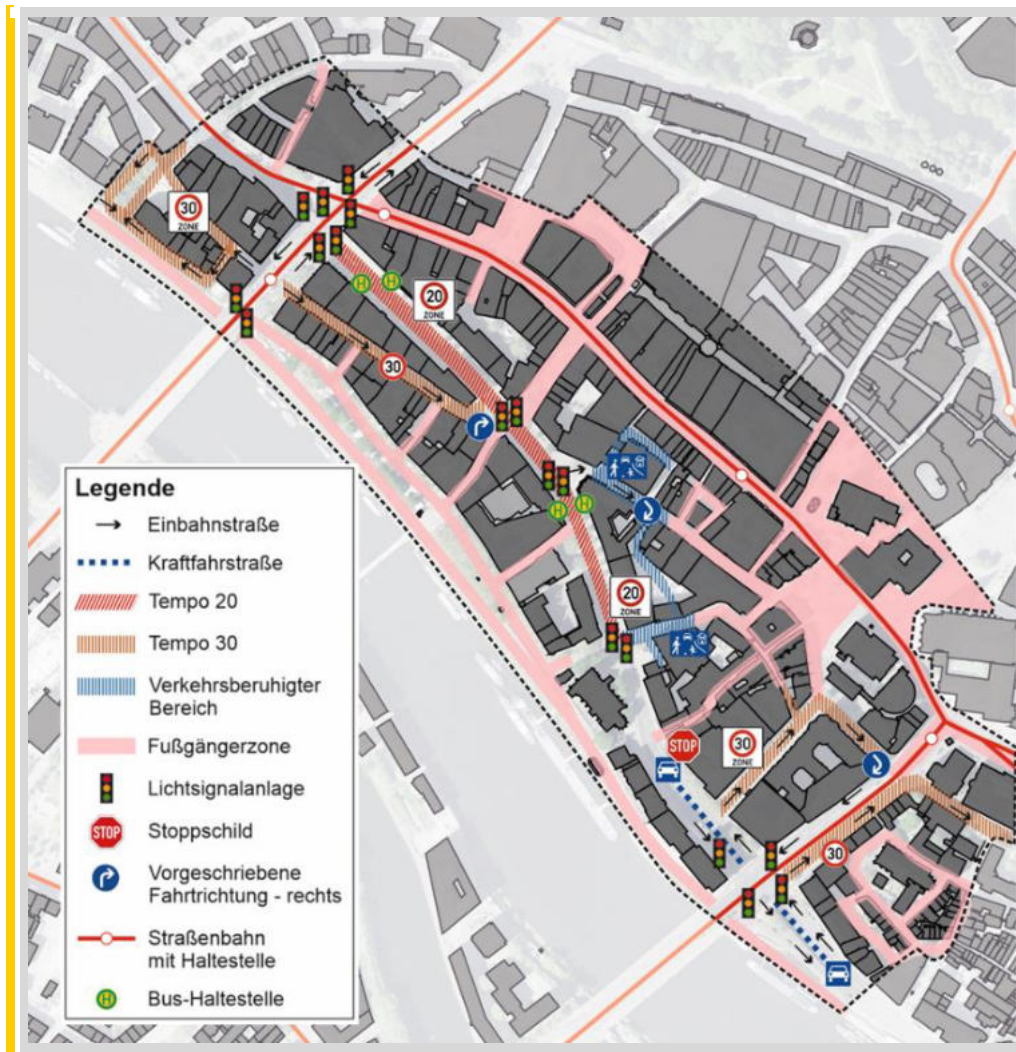 30
ZONE
20
ZONE
30
H
H
H
H
20
ZONE
STOP
30
ZONE
30
Legende
Einbahnstraße
Kraftfahrstraße
Tempo 20
Tempo 30
Verkehrsberuhigter
Bereich
Fußgängerzone
Lichtsignalanlage
STOP
Stoppschild
Vorgeschriebene
Fahrtrichtung - rechts
Straßenbahn
mit Haltestelle
H
Bus-Haltestelle